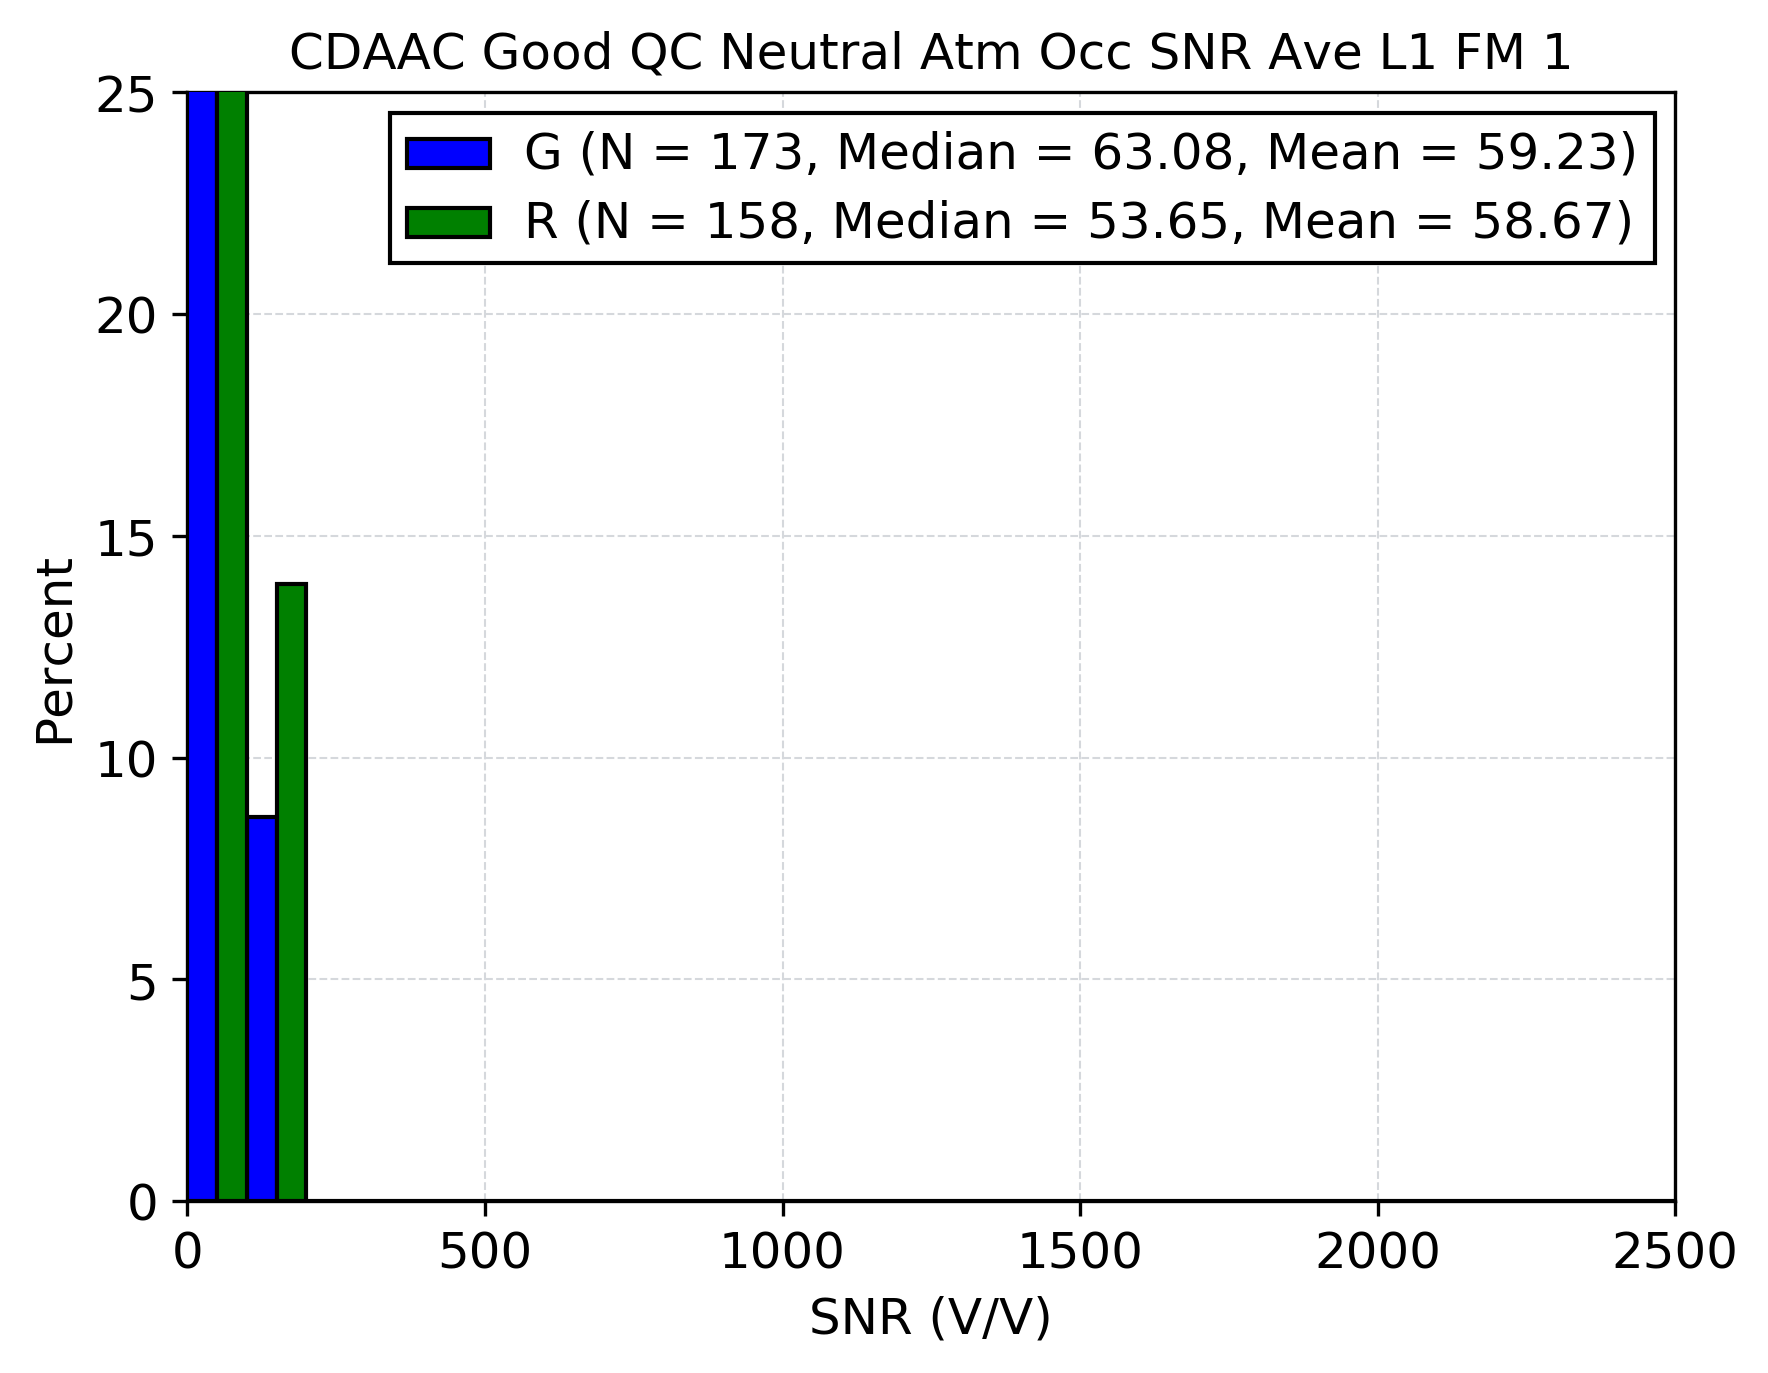 CDAAC Good QC Neutral Atm Occ SNR Ave L1 FM 1
G (N = 173, Median = 63.08, Mean = 59.23)
R (N = 158, Median = 53.65, Mean = 58.67)
25
20
15
10
5
0
Percent
0 500 1000 1500 2000 2500
SNR (V/V)